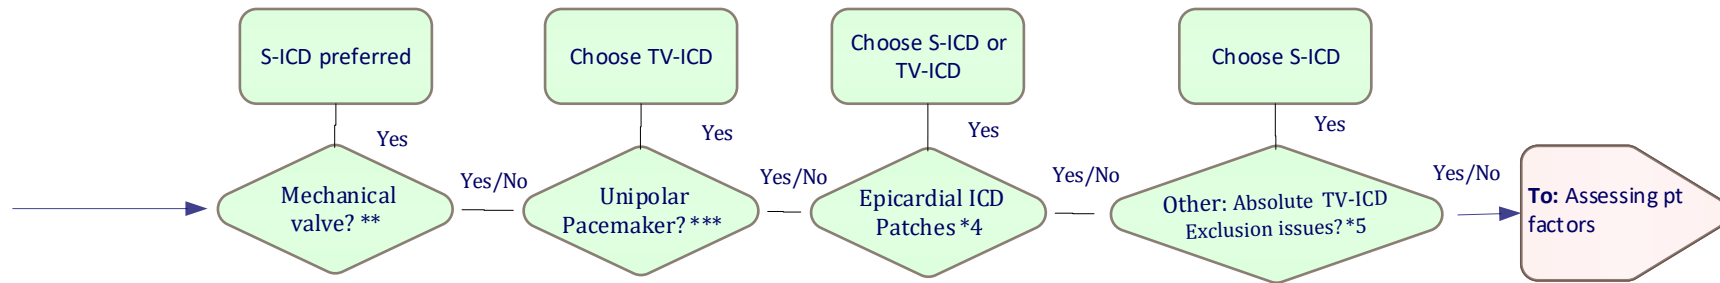 S-ICD preferred
Choose TV-ICD
Choose S-ICD or
TV-ICD
Choose S-ICD
Yes
Yes
Yes
Yes
Mechanical
valve? **
Yes/No
Unipolar
Pacemaker? ***
Yes/No
Epicardial ICD
Patches *4
Yes/No
Other: Absolute TV-ICD
Exclusion issues? *5
Yes/No
To: Assessing pt
factors